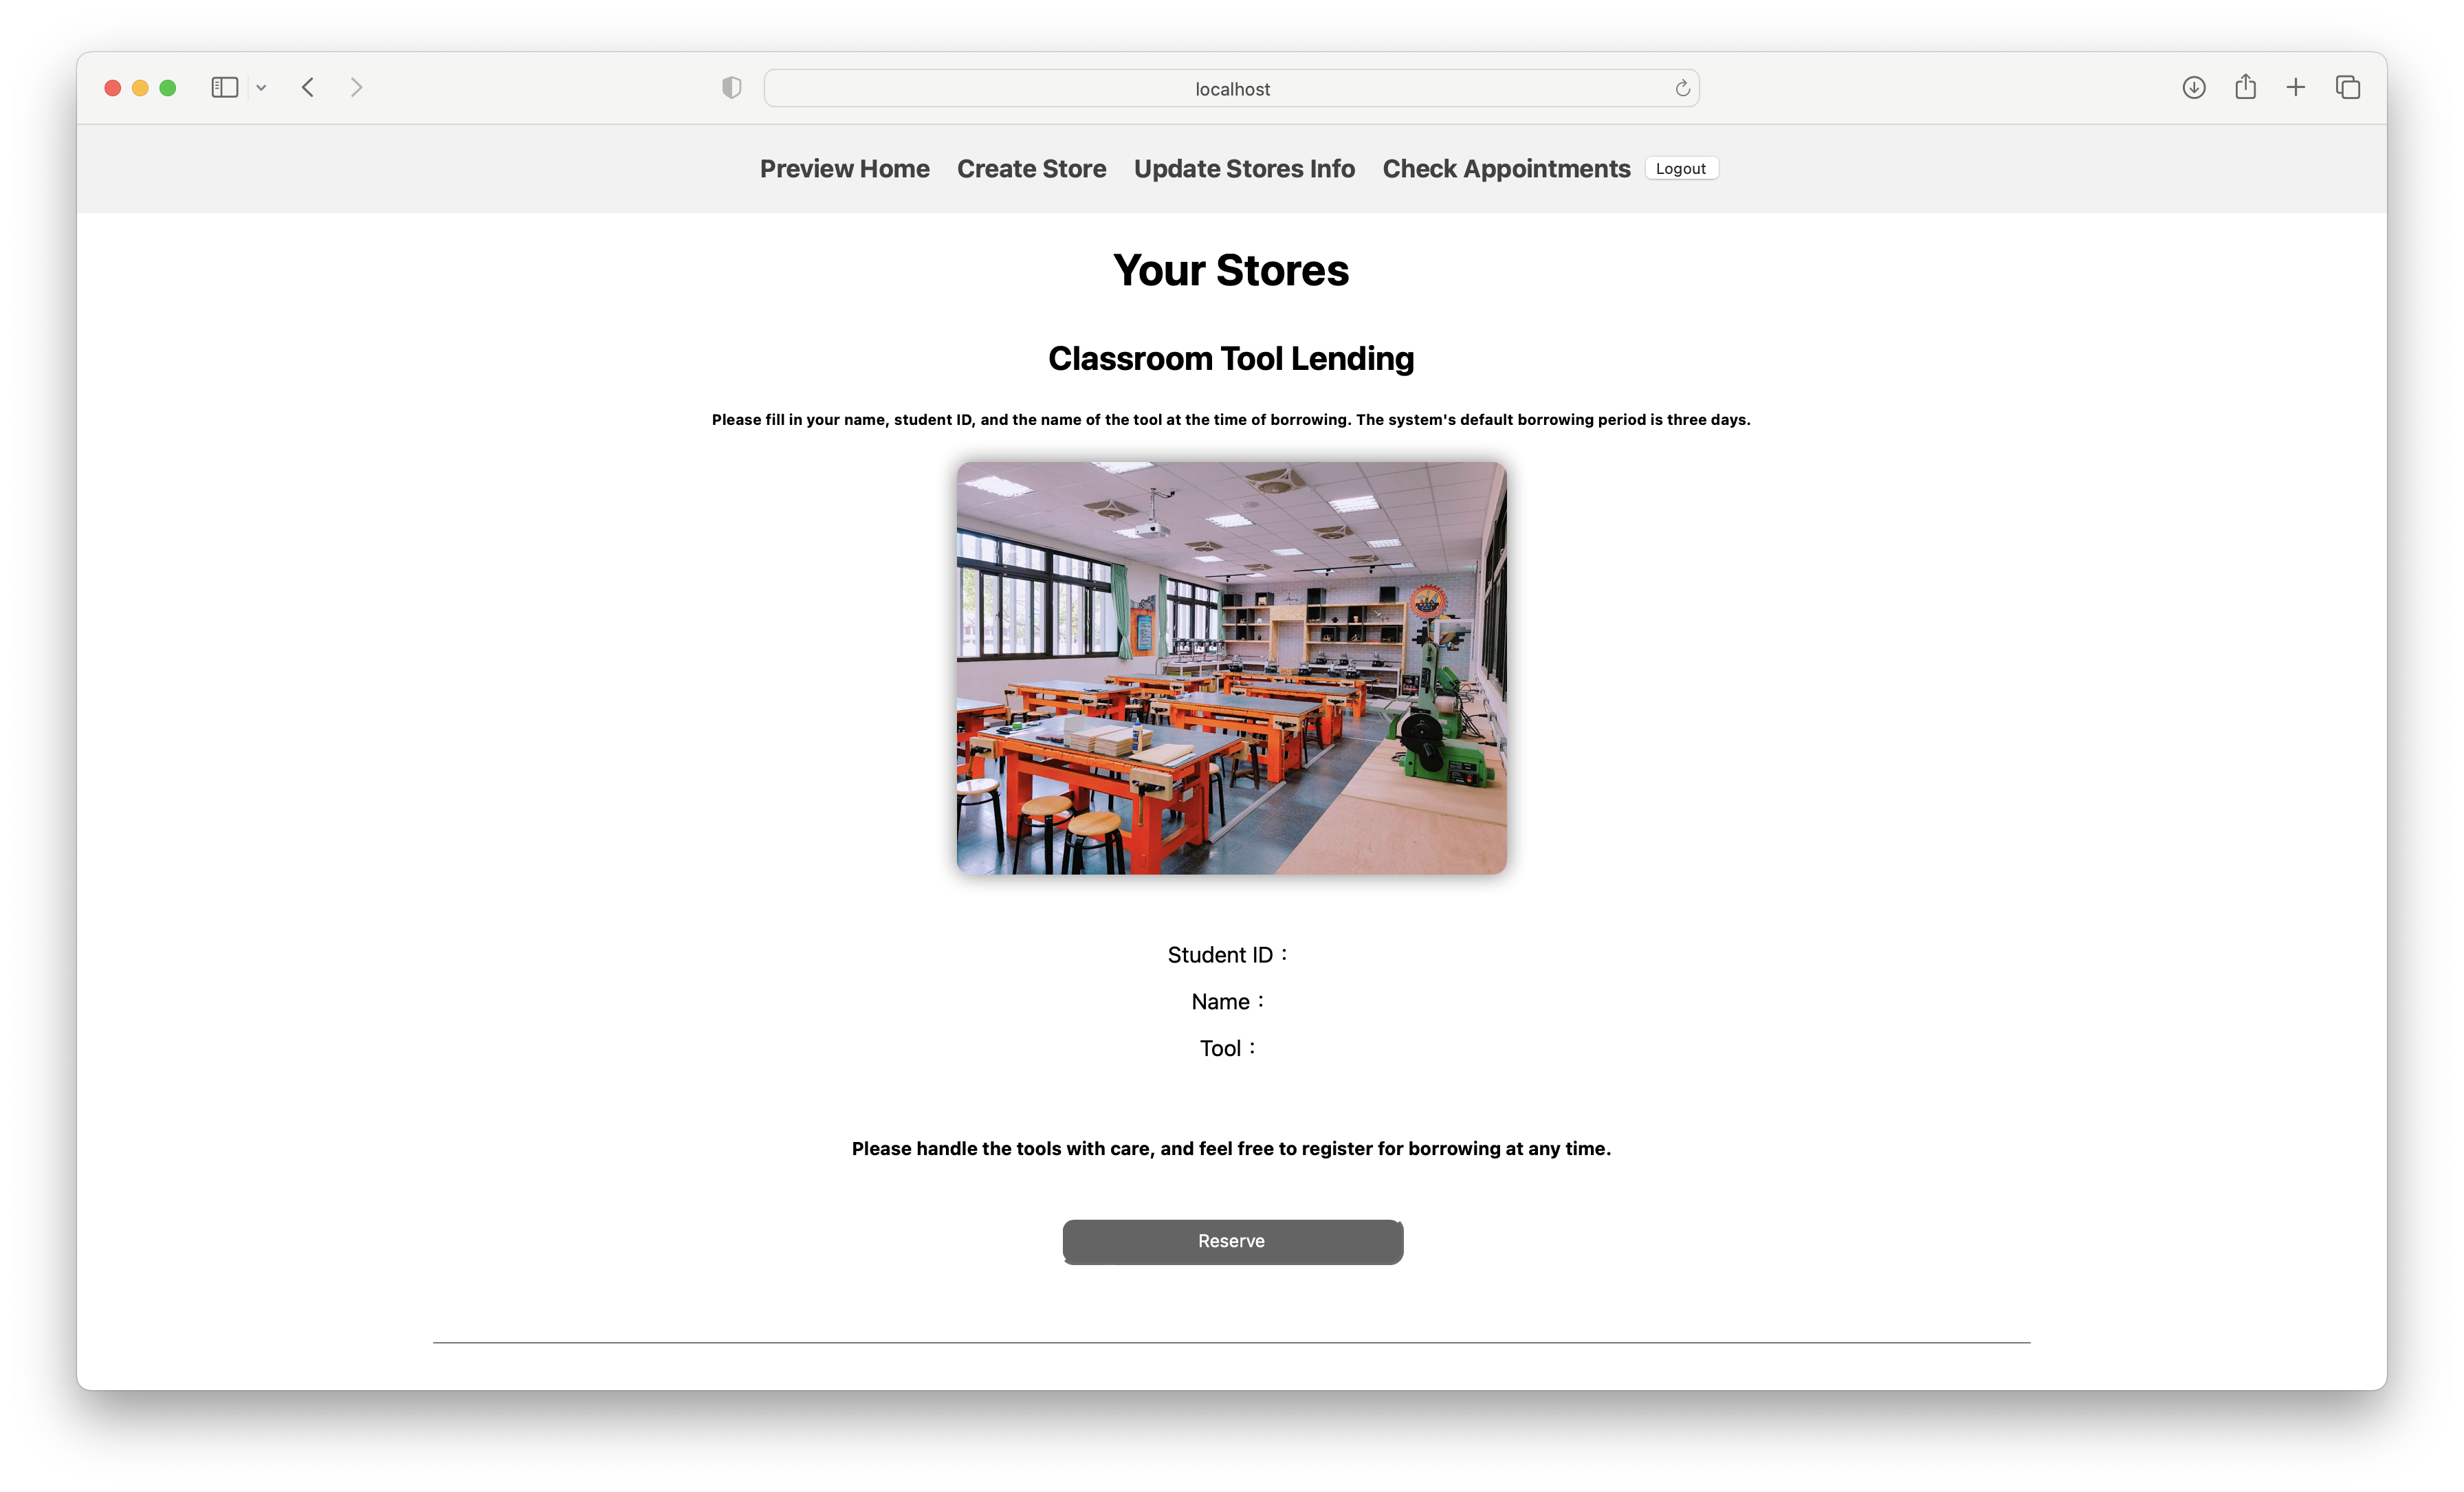 localhost
Preview Home Create Store Update Stores Info Check Appointments Logout
Your Stores
Classroom Tool Lending
Please fill in your name, student ID, and the name of the tool at the time of borrowing. The system's default borrowing period is three days.
Student ID：
Name：
Tool：
Please handle the tools with care, and feel free to register for borrowing at any time.
Reserve